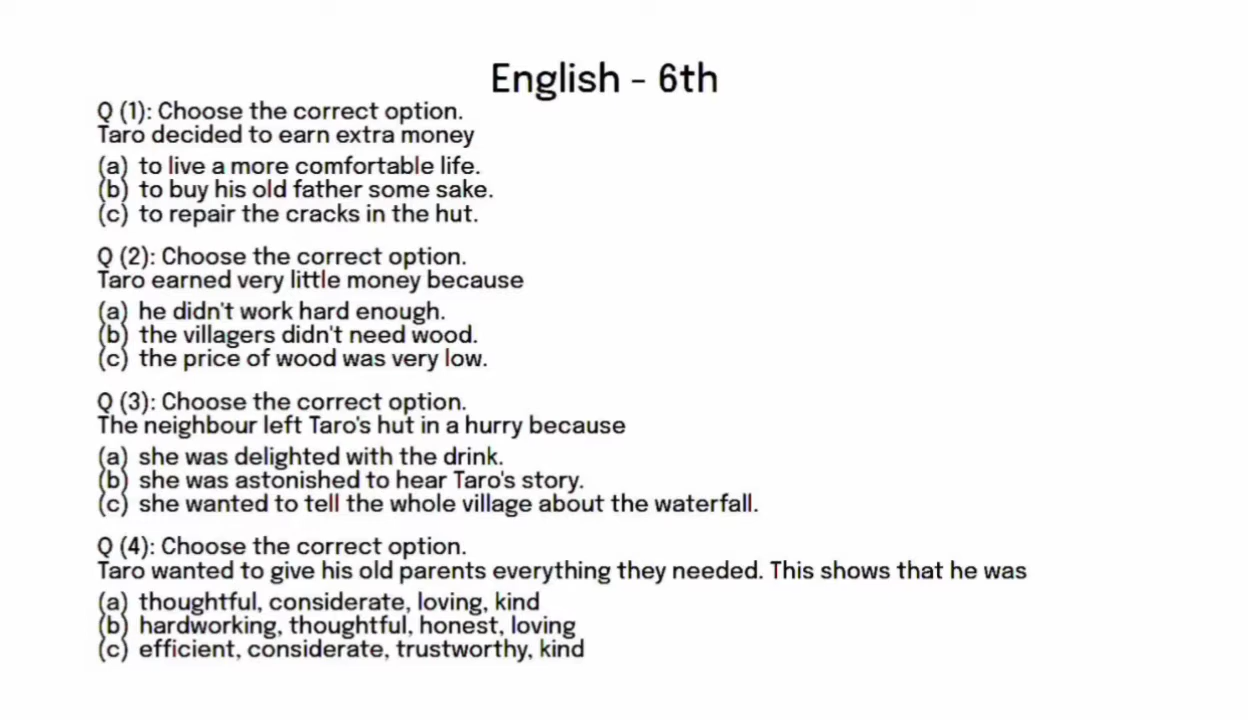 English - 6th
Q (1): Choose the correct option.
Taro decided to earn extra money
(a) to live a more comfortable life.
(b) to buy his old father some sake.
(c) to repair the cracks in the hut.
Q (2): Choose the correct option.
Taro earned very little money because
(a) he didn't work hard enough.
(b) the villagers didn't need wood.
(c) the price of wood was very low.
Q (3): Choose the correct option.
The neighbour left Taro's hut in a hurry because
(a) she was delighted with the drink.
(b) she was astonished to hear Taro's story.
(c) she wanted to tell the whole village about the waterfall.
Q (4): Choose the correct option.
Taro wanted to give his old parents everything they needed. This shows that he was
(a) thoughtful, considerate, loving, kind
(b) hardworking, thoughtful, honest, loving
(c) efficient, considerate, trustworthy, kind